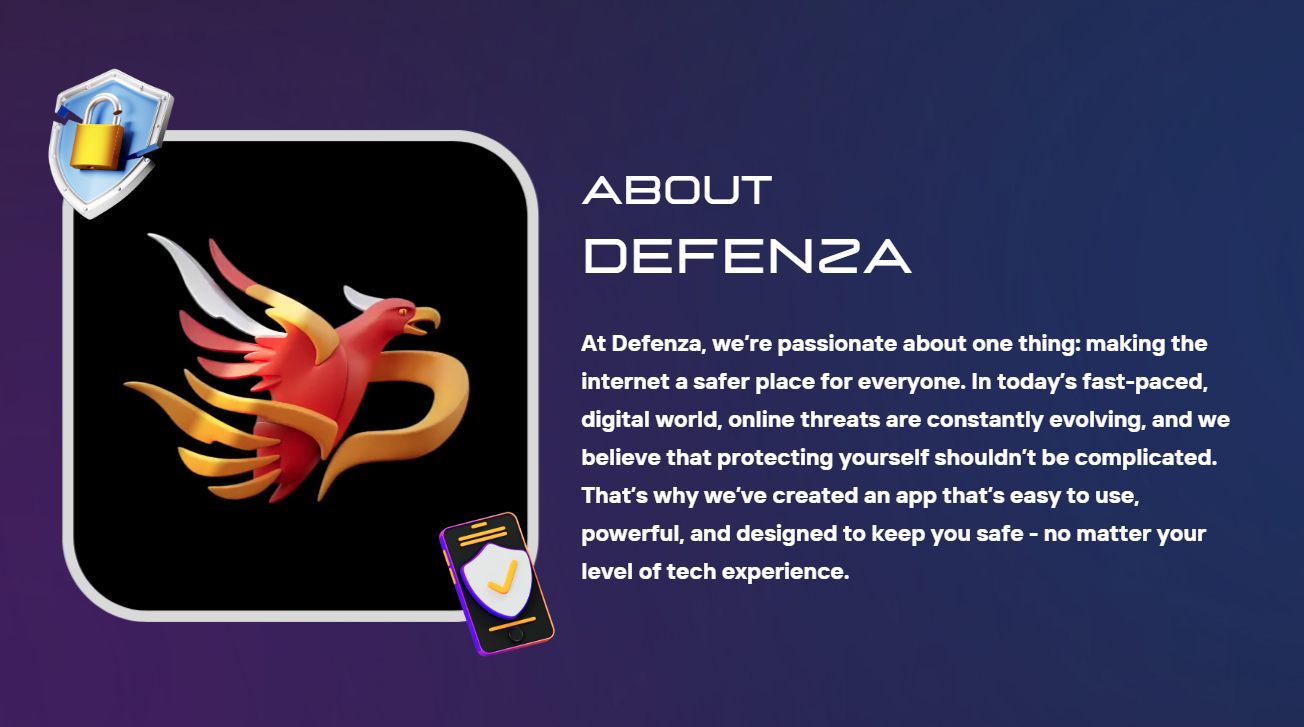 ABOUT
DEFENZA
At Defenza, we’re passionate about one thing: making the
internet a safer place for everyone. In today’s fast-paced,
digital world, online threats are constantly evolving, and we
believe that protecting yourself shouldn’t be complicated.
That’s why we’ve created an app that’s easy to use,
powerful, and designed to keep you safe - no matter your
level of tech experience.